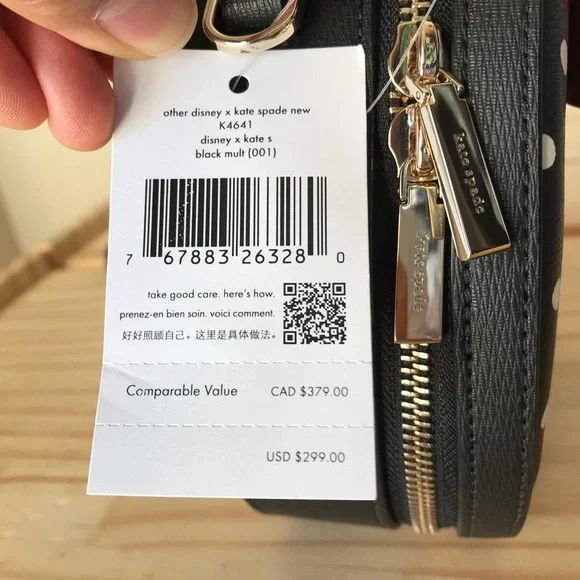 other disney x kate spade new
K4641
disney x kate s
black mult (001)
7 67883 26328 0
take good care. here's how.
prenez-en bien soin. voici comment.
好好照顾自己。这里是具体做法。
Comparable Value CAD $379.00
USD $299.00
kate spade
kate spade